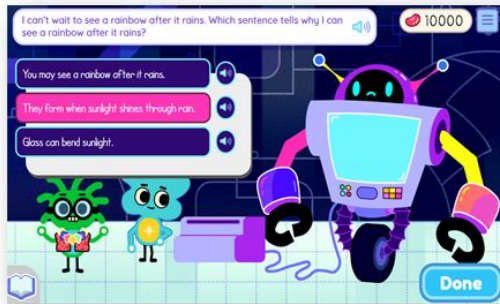 I can't wait to see a rainbow after it rains. Which sentence tells why I can
see a rainbow after it rains?
10000
You may see a rainbow after it rains.
They form when sunlight shines through rain.
Glass can bend sunlight.
Done